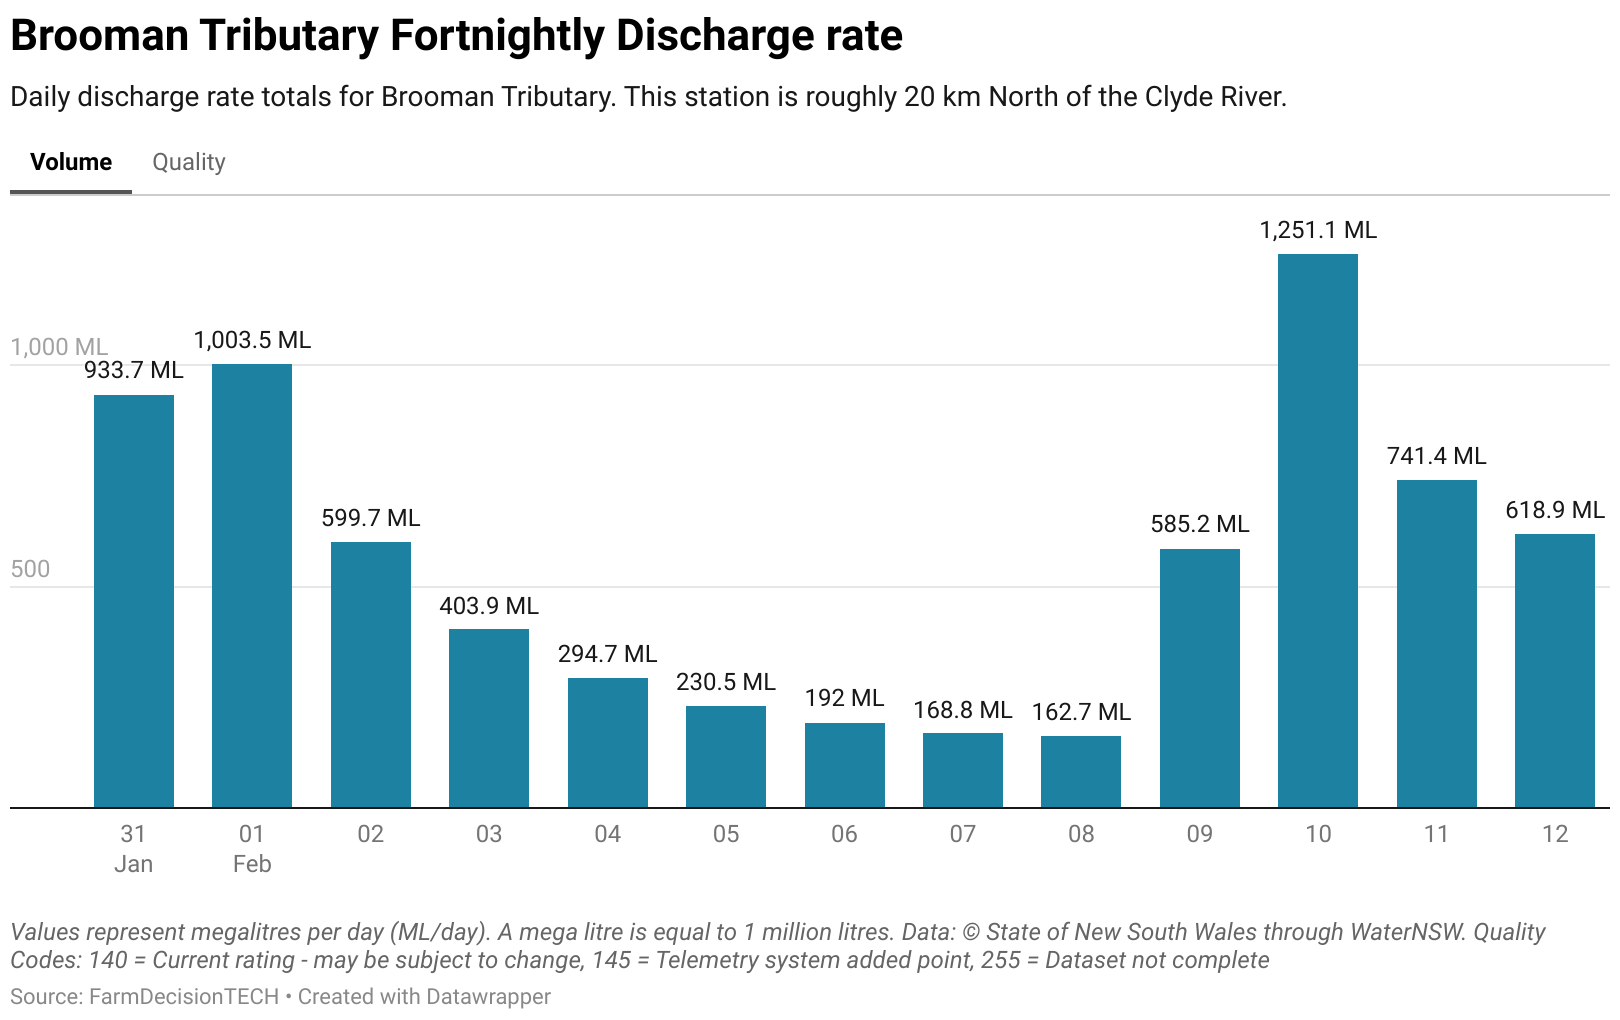 Brooman Tributary Fortnightly Discharge rate
Daily discharge rate totals for Brooman Tributary. This station is roughly 20 km North of the Clyde River.
Volume Quality
1,251.1 ML
1,003.5 ML
1,000 ML
933.7 ML
741.4 ML
618.9 ML
599.7 ML
585.2 ML
500
403.9 ML
294.7 ML
230.5 ML
192 ML
168.8 ML
162.7 ML
31 01 02 03 04 05 06 07 08 09 10 11 12
Jan Feb
Values represent megalitres per day (ML/day). A mega litre is equal to 1 million litres. Data: © State of New South Wales through WaterNSW. Quality
Codes: 140 = Current rating - may be subject to change, 145 = Telemetry system added point, 255 = Dataset not complete
Source: FarmDecisionTECH • Created with Datawrapper